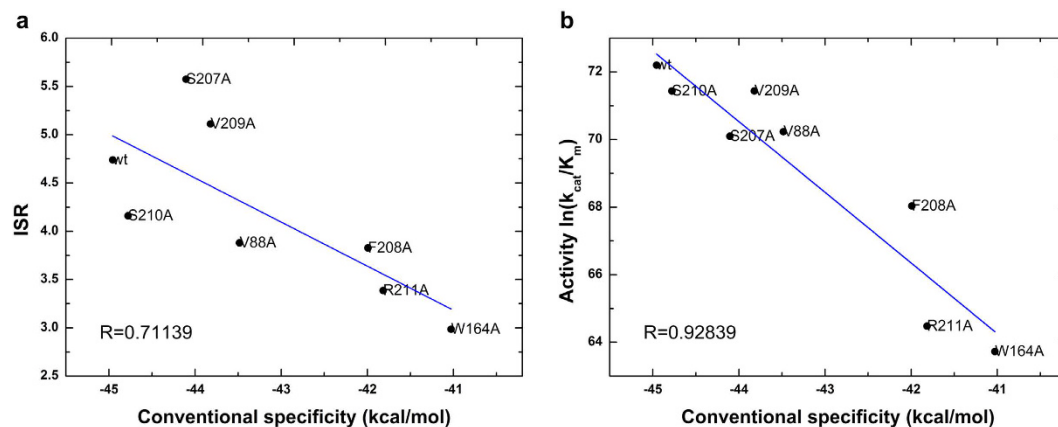 a
ISR
6.0
5.5
5.0
4.5
4.0
3.5
3.0
2.5
S207A
V209A
wt
S210A
V88A
F208A
R211A
W164A
R=0.71139
-45 -44 -43 -42 -41
Conventional specificity (kcal/mol)
b
Activity ln(kcat/Km)
72
70
68
66
64
wt
S210A
V209A
S207A
V88A
F208A
R211A
W164A
R=0.92839
-45 -44 -43 -42 -41
Conventional specificity (kcal/mol)